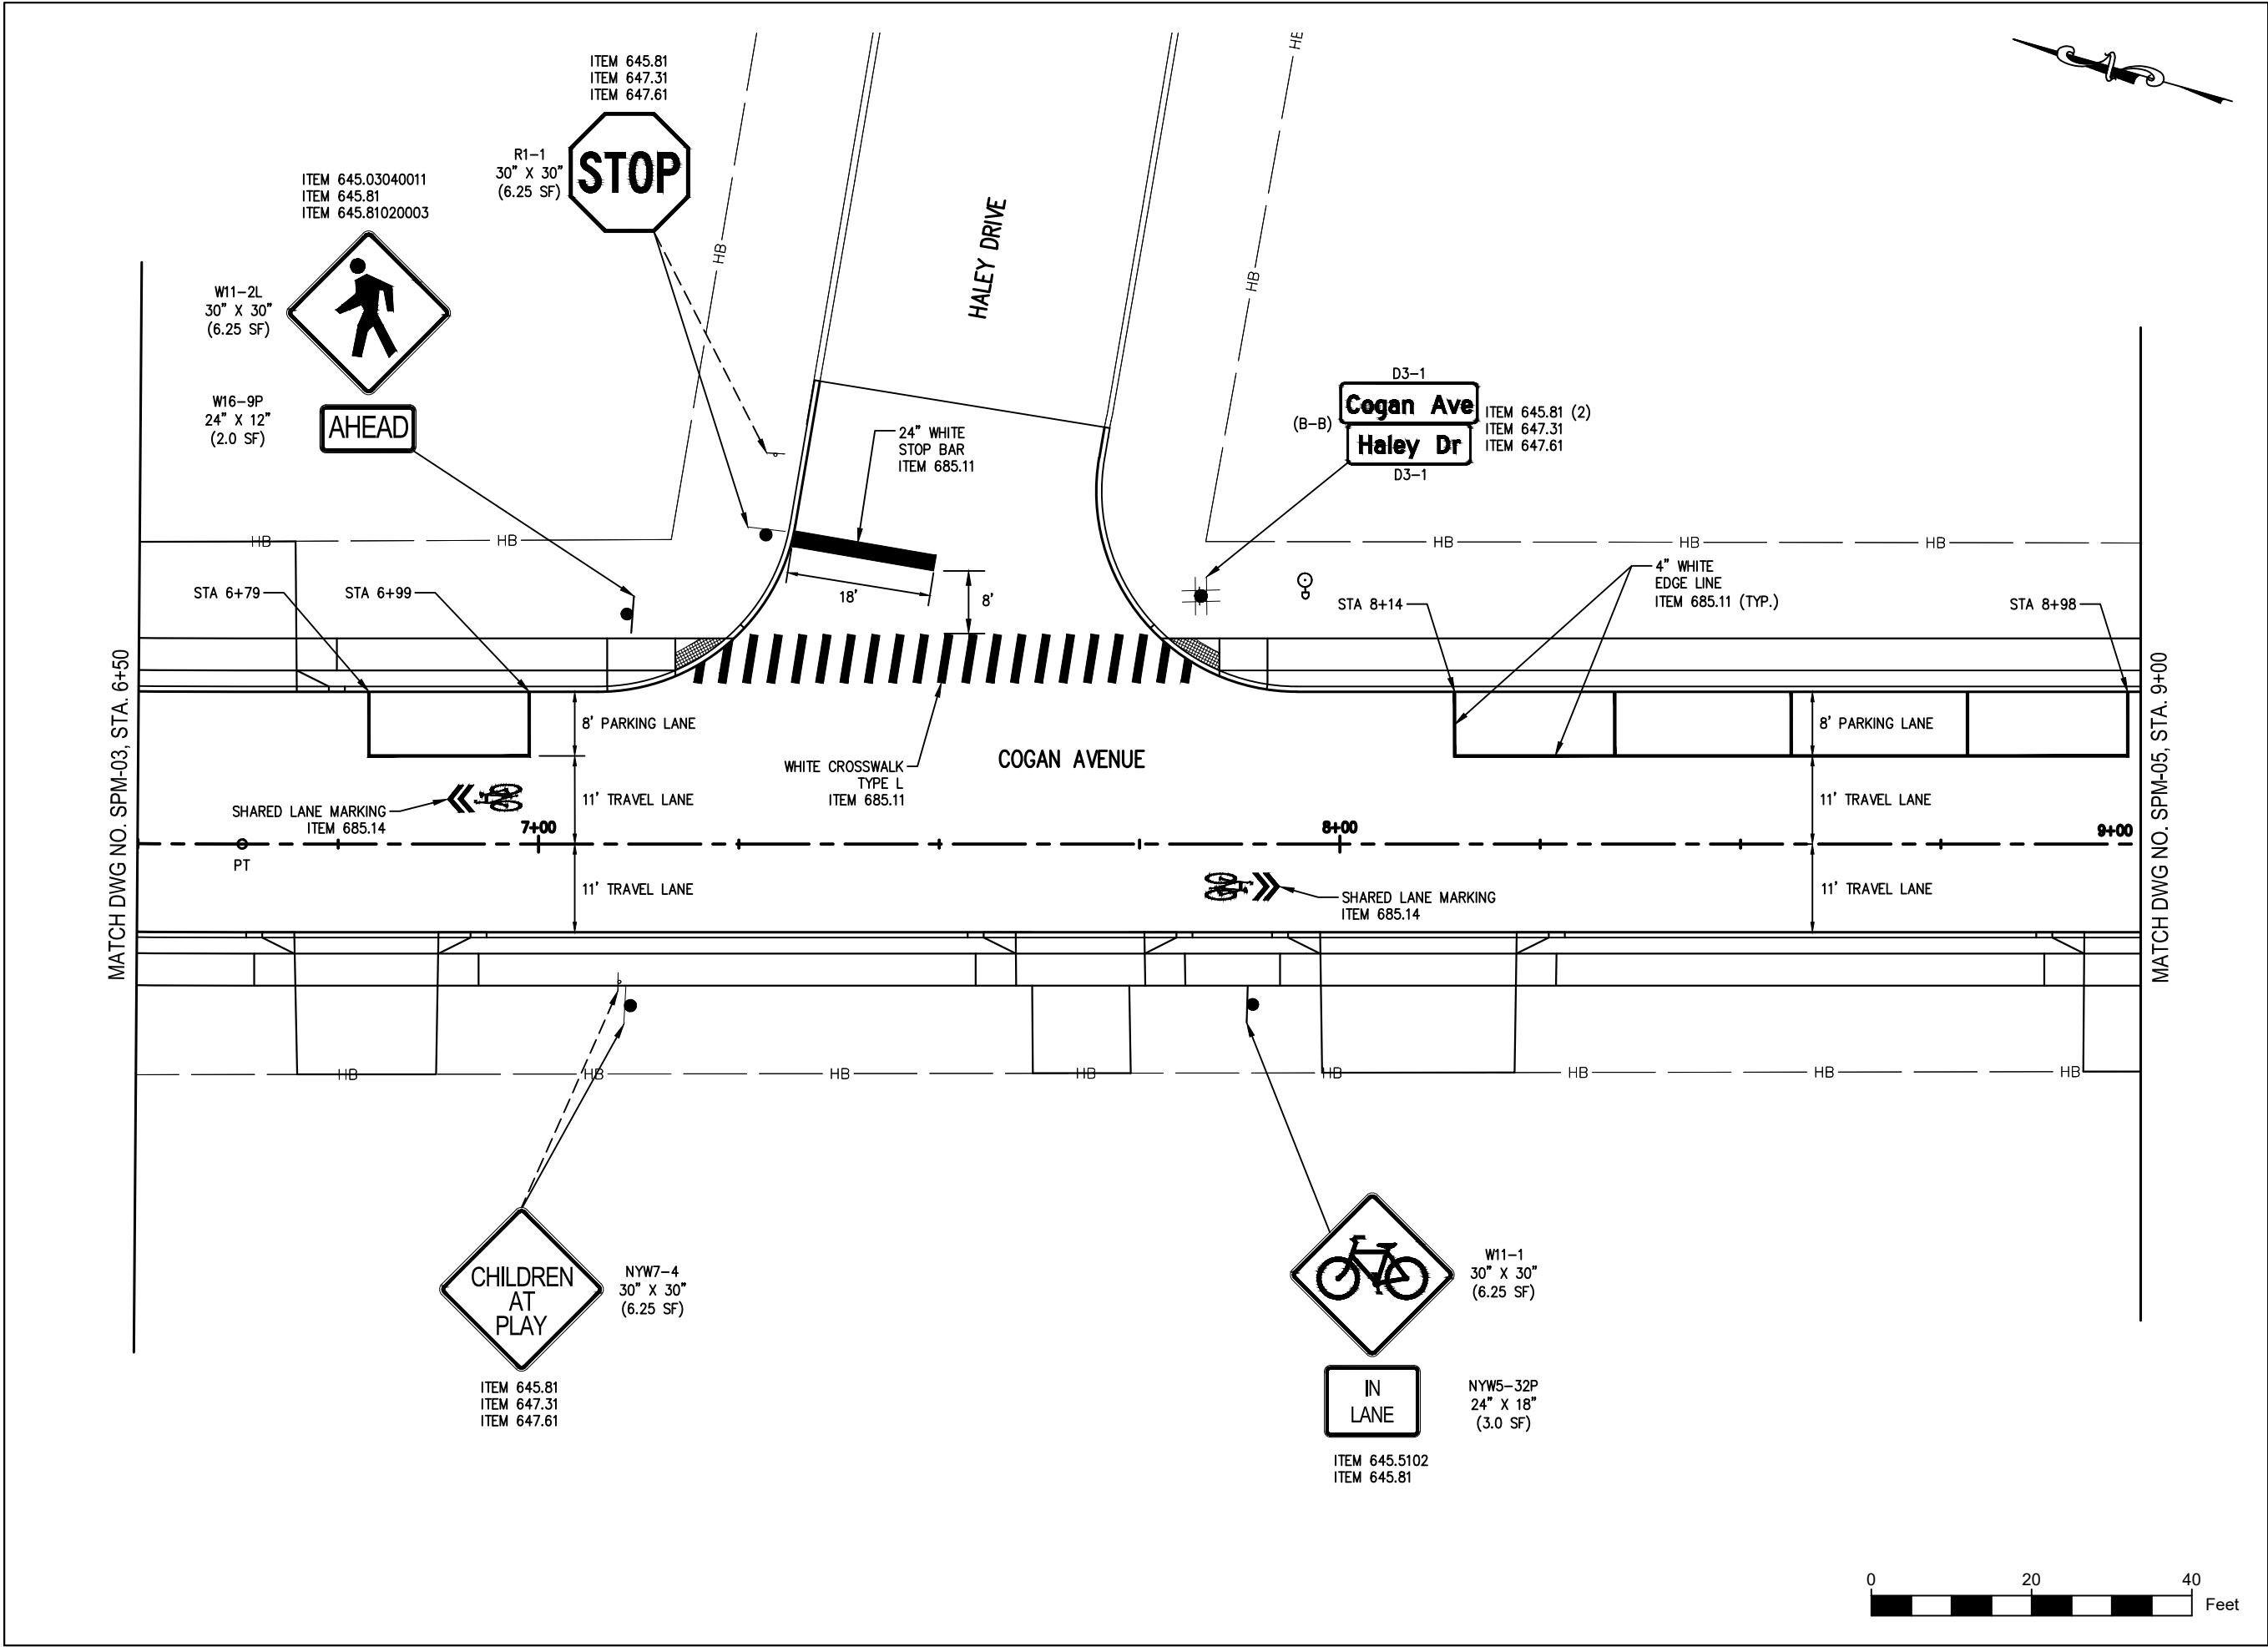 ITEM 645.81
ITEM 647.31
ITEM 647.61
R1-1
30" X 30"
(6.25 SF)
STOP
ITEM 645.03040011
ITEM 645.81
ITEM 645.81020003
W11-2L
30" X 30"
(6.25 SF)
W16-9P
24" X 12"
(2.0 SF)
AHEAD
HB
HB
HB
HALEY DRIVE
24" WHITE
STOP BAR
ITEM 685.11
D3-1
Cogan Ave
(B-B)
Haley Dr
D3-1
ITEM 645.81 (2)
ITEM 647.31
ITEM 647.61
HB
HB
HB
HB
HB
STA 6+79
STA 6+99
18'
8'
4" WHITE
EDGE LINE
ITEM 685.11 (TYP.)
STA 8+14
STA 8+98
MATCH DWG NO. SPM-03, STA. 6+50
MATCH DWG NO. SPM-05, STA. 9+00
8' PARKING LANE
8' PARKING LANE
COGAN AVENUE
WHITE CROSSWALK
TYPE L
ITEM 685.11
11' TRAVEL LANE
11' TRAVEL LANE
SHARED LANE MARKING
ITEM 685.14
7+00
8+00
9+00
PT
11' TRAVEL LANE
11' TRAVEL LANE
SHARED LANE MARKING
ITEM 685.14
HB
HB
HB
HB
HB
HB
HB
HB
CHILDREN
AT
PLAY
NYW7-4
30" X 30"
(6.25 SF)
ITEM 645.81
ITEM 647.31
ITEM 647.61
W11-1
30" X 30"
(6.25 SF)
IN
LANE
NYW5-32P
24" X 18"
(3.0 SF)
ITEM 645.5102
ITEM 645.81
0
20
40
Feet